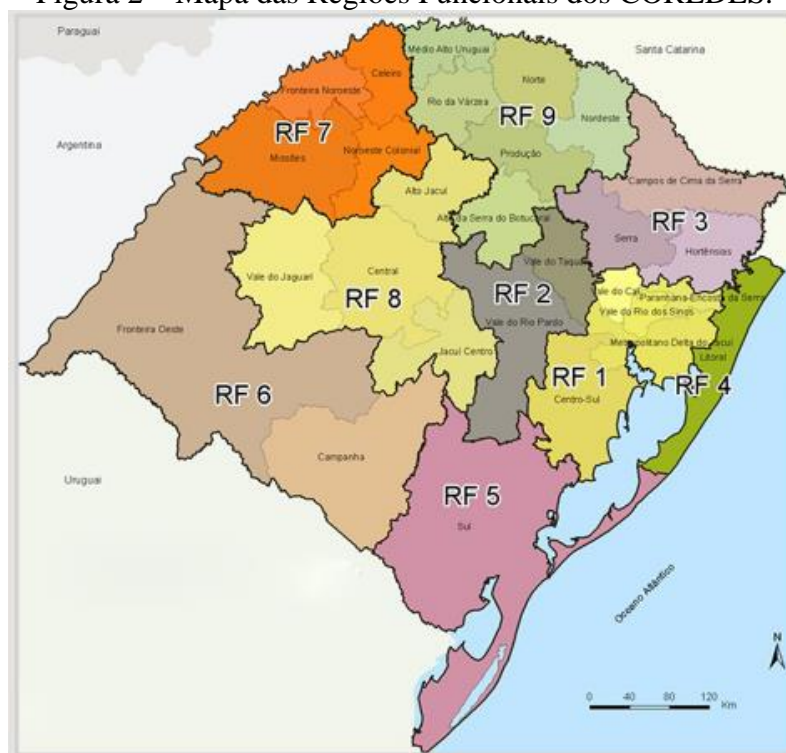 Figura 2 – Mapa das Regiões Funcionais dos COREDES.
Paraguai
Santa Catarina
Médio Alto Uruguai
Celeiro
Norte
Fronteira Noroeste
Rio da Várzea
RF 9
Nordeste
RF 7
Argentina
Missões
Noroeste Colonial
Produção
Alto Jacuí
Campos de Cima da Serra
Alto da Serra do Botucaraí
RF 3
Serra
Hortênsias
Vale do Jaguari
Central
Vale do Taquari
RF 8
RF 2
Vale do Caí
Paranhana-Encosta da Serra
Vale do Rio Pardo
Vale do Rio dos Sinos
Fronteira Oeste
Metropolitano Delta do Jacuí
Jacuí Centro
Litoral
RF 1
RF 4
RF 6
Centro-Sul
Campanha
Uruguai
RF 5
Sul
Oceano Atlântico
N
0 40 80 120
Km